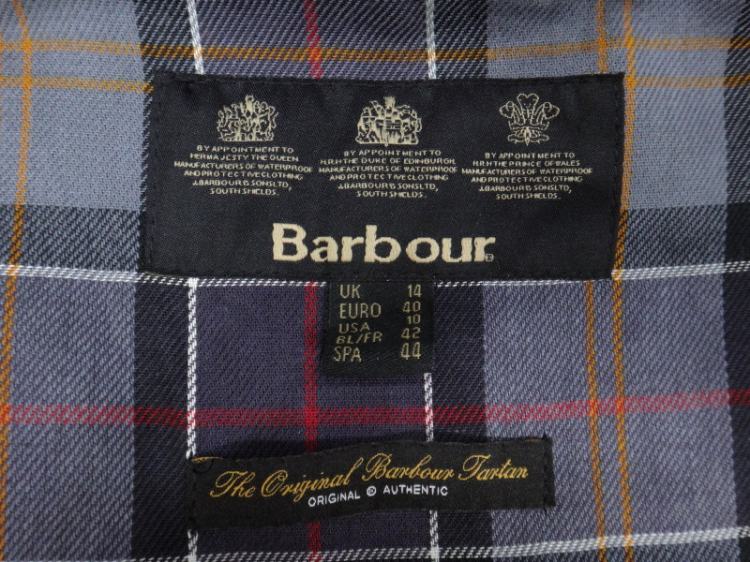 BY APPOINTMENT TO
HER MAJESTY THE QUEEN
MANUFACTURERS OF WATERPROOF
AND PROTECTIVE CLOTHING
J.BARBOUR & SONS LTD,
SOUTH SHIELDS.
BY APPOINTMENT TO
H.R.H THE DUKE OF EDINBURGH,
MANUFACTURERS OF WATERPROOF
AND PROTECTIVE CLOTHING
J.BARBOUR & SONS LTD,
SOUTH SHIELDS.
BY APPOINTMENT TO
H.R.H THE PRINCE OF WALES
MANUFACTURERS OF WATERPROOF
AND PROTECTIVE CLOTHING
J.BARBOUR & SONS LTD,
SOUTH SHIELDS.
Barbour®
UK 14
EURO 40
USA 10
BL/FR 42
SPA 44
The Original Barbour Tartan
ORIGINAL © AUTHENTIC